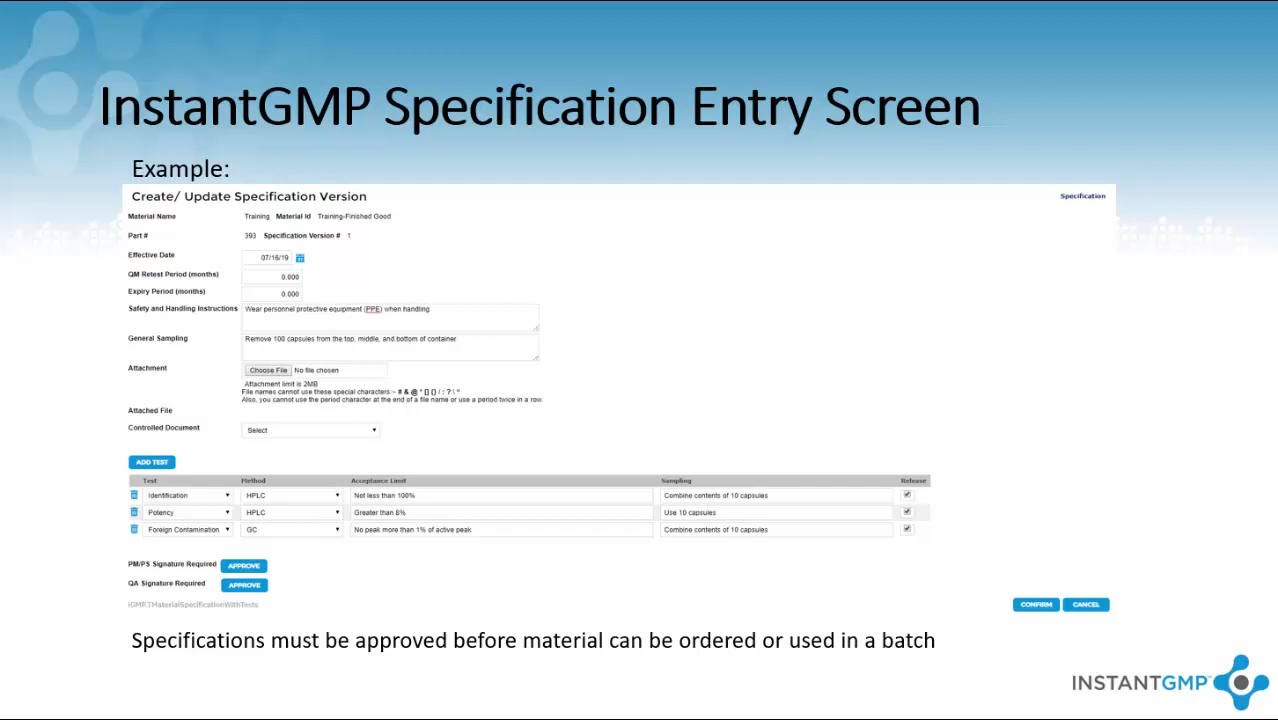 InstantGMP Specification Entry Screen
Example:
Create/ Update Specification Version Specification
Material Name Training Material Id Training-Finished Good
Part # 393 Specification Version # 1
Effective Date 07/16/19
QM Retest Period (months) 0.000
Expiry Period (months) 0.000
Safety and Handling Instructions Wear personnel protective equipment (PPE) when handling
General Sampling Remove 100 capsules from the top, middle, and bottom of container
Attachment Choose File No file chosen
Attachment limit is 2MB
File names cannot use these special characters:~ # & @ * [] {} / : ? \ "
Also, you cannot use the period character at the end of a file name or use a period twice in a row.
Attached File
Controlled Document Select
ADD TEST
Test Method Acceptance Limit Sampling Release
Identification HPLC Not less than 100% Combine contents of 10 capsules
Potency HPLC Greater than 8% Use 10 capsules
Foreign Contamination GC No peak more than 1% of active peak Combine contents of 10 capsules
PM/PS Signature Required APPROVE
QA Signature Required APPROVE
iGMP.TMaterialSpecificationWithTests CONFIRM CANCEL
Specifications must be approved before material can be ordered or used in a batch
INSTANTGMP